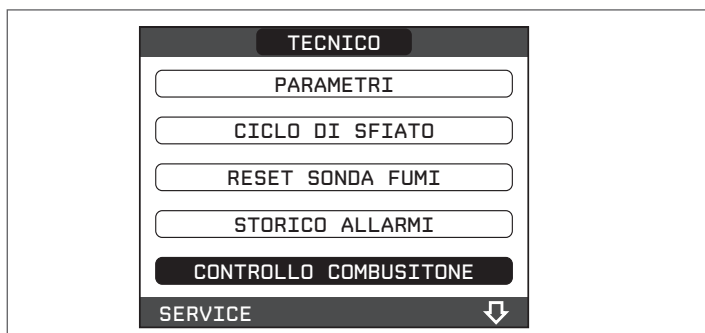 TECNICO
PARAMETRI
CICLO DI SFIATO
RESET SONDA FUMI
STORICO ALLARMI
CONTROLLO COMBUSITONE
SERVICE